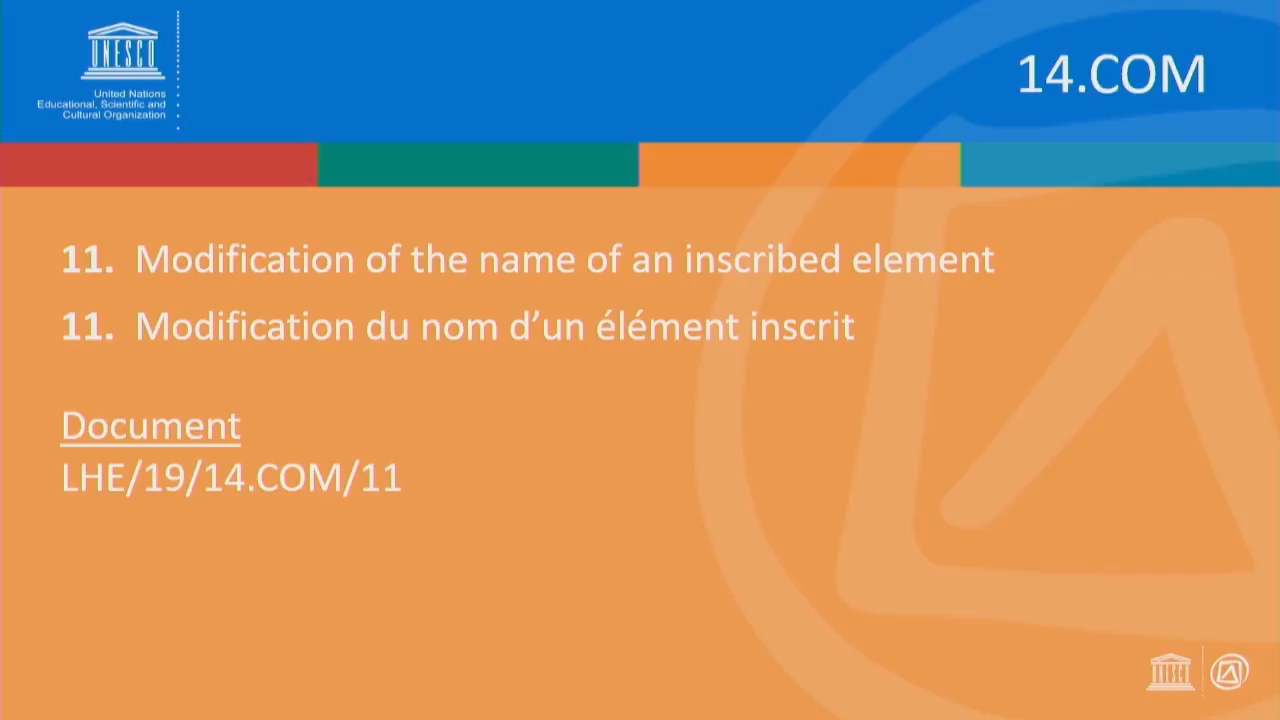 UNESCO
United Nations
Educational, Scientific and
Cultural Organization
14.COM
11. Modification of the name of an inscribed element
11. Modification du nom d’un élément inscrit
Document
LHE/19/14.COM/11
UNESCO